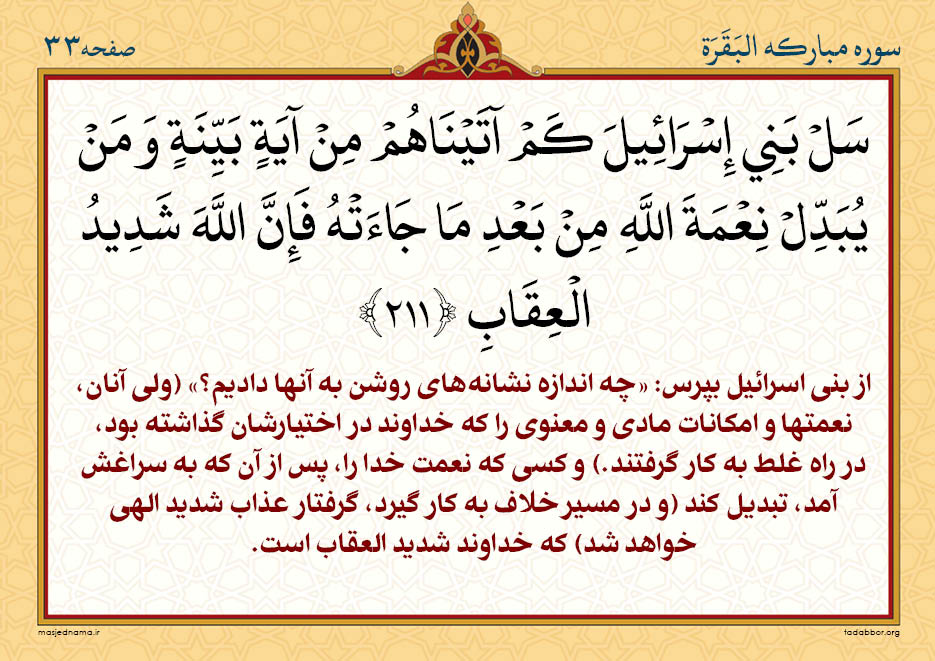 سوره مبارکه البَقَرَة
صفحه۳۳
سَلْ بَنِي إِسْرَائِيلَ كَمْ آتَيْنَاهُمْ مِنْ آيَةٍ بَيِّنَةٍ وَ مَنْ
يُبَدِّلْ نِعْمَةَ اللَّهِ مِنْ بَعْدِ مَا جَاءَتْهُ فَإِنَّ اللَّهَ شَدِيدُ
الْعِقَابِ ﴿۲۱۱﴾
از بنی اسرائیل بپرس: «چه اندازه نشانه‌های روشن به آنها دادیم؟» (ولی آنان،
نعمتها و امکانات مادی و معنوی را که خداوند در اختیارشان گذاشته بود،
در راه غلط به کار گرفتند.) و کسی که نعمت خدا را، پس از آن که به سراغش
آمد، تبدیل کند (و در مسیر خلاف به کار گیرد، گرفتار عذاب شدید الهی
خواهد شد) که خداوند شدید العقاب است.
masjednama.ir
tadabbor.org